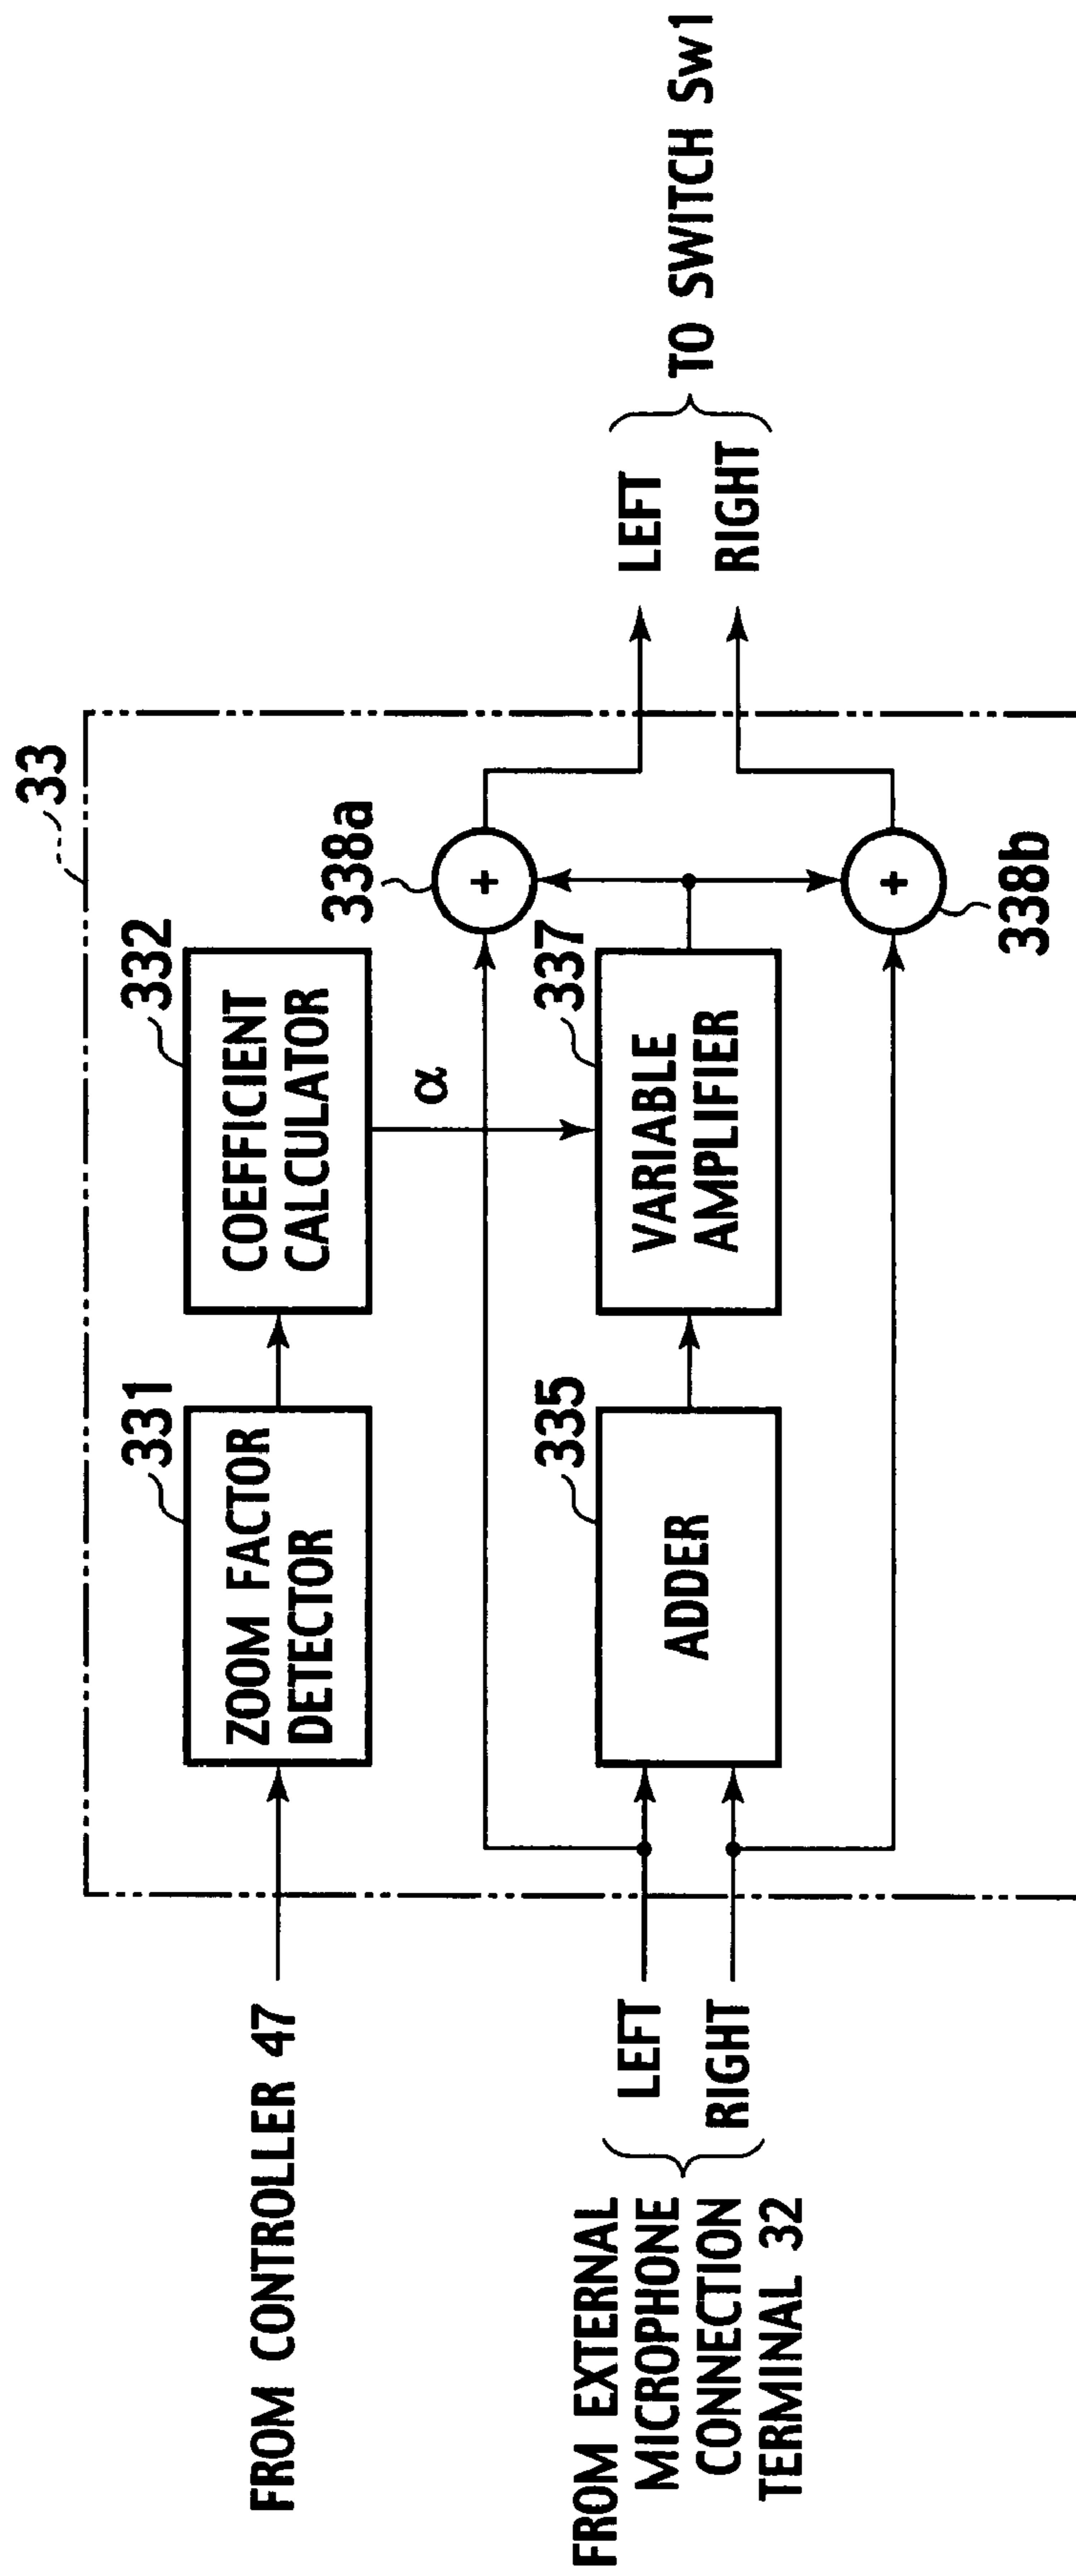 33
FROM CONTROLLER 47
331
ZOOM FACTOR
DETECTOR
332
COEFFICIENT
CALCULATOR
α
338a
+
FROM EXTERNAL
MICROPHONE
CONNECTION
TERMINAL 32
LEFT
RIGHT
335
ADDER
337
VARIABLE
AMPLIFIER
+
338b
LEFT
RIGHT
TO SWITCH Sw1